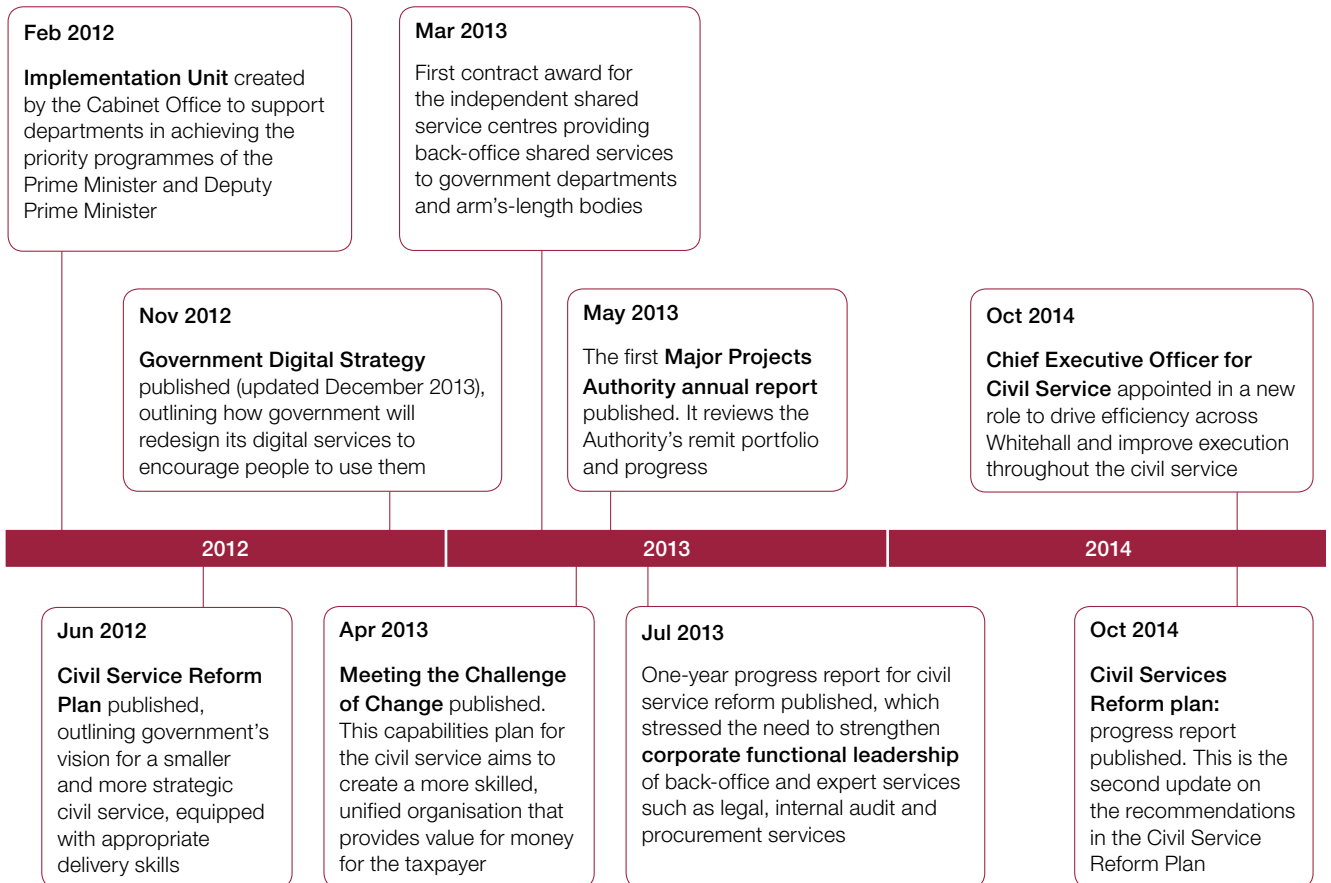 Feb 2012
Implementation Unit created
by the Cabinet Office to support
departments in achieving the
priority programmes of the
Prime Minister and Deputy
Prime Minister
Mar 2013
First contract award for
the independent shared
service centres providing
back-office shared services
to government departments
and arm's-length bodies
Nov 2012
Government Digital Strategy
published (updated December 2013),
outlining how government will
redesign its digital services to
encourage people to use them
May 2013
The first Major Projects
Authority annual report
published. It reviews the
Authority's remit portfolio
and progress
Oct 2014
Chief Executive Officer for
Civil Service appointed in a new
role to drive efficiency across
Whitehall and improve execution
throughout the civil service
2012
2013
2014
Jun 2012
Civil Service Reform
Plan published,
outlining government's
vision for a smaller
and more strategic
civil service, equipped
with appropriate
delivery skills
Apr 2013
Meeting the Challenge
of Change published.
This capabilities plan for
the civil service aims to
create a more skilled,
unified organisation that
provides value for money
for the taxpayer
Jul 2013
One-year progress report for civil
service reform published, which
stressed the need to strengthen
corporate functional leadership
of back-office and expert services
such as legal, internal audit and
procurement services
Oct 2014
Civil Services
Reform plan:
progress report
published. This is the
second update on
the recommendations
in the Civil Service
Reform Plan